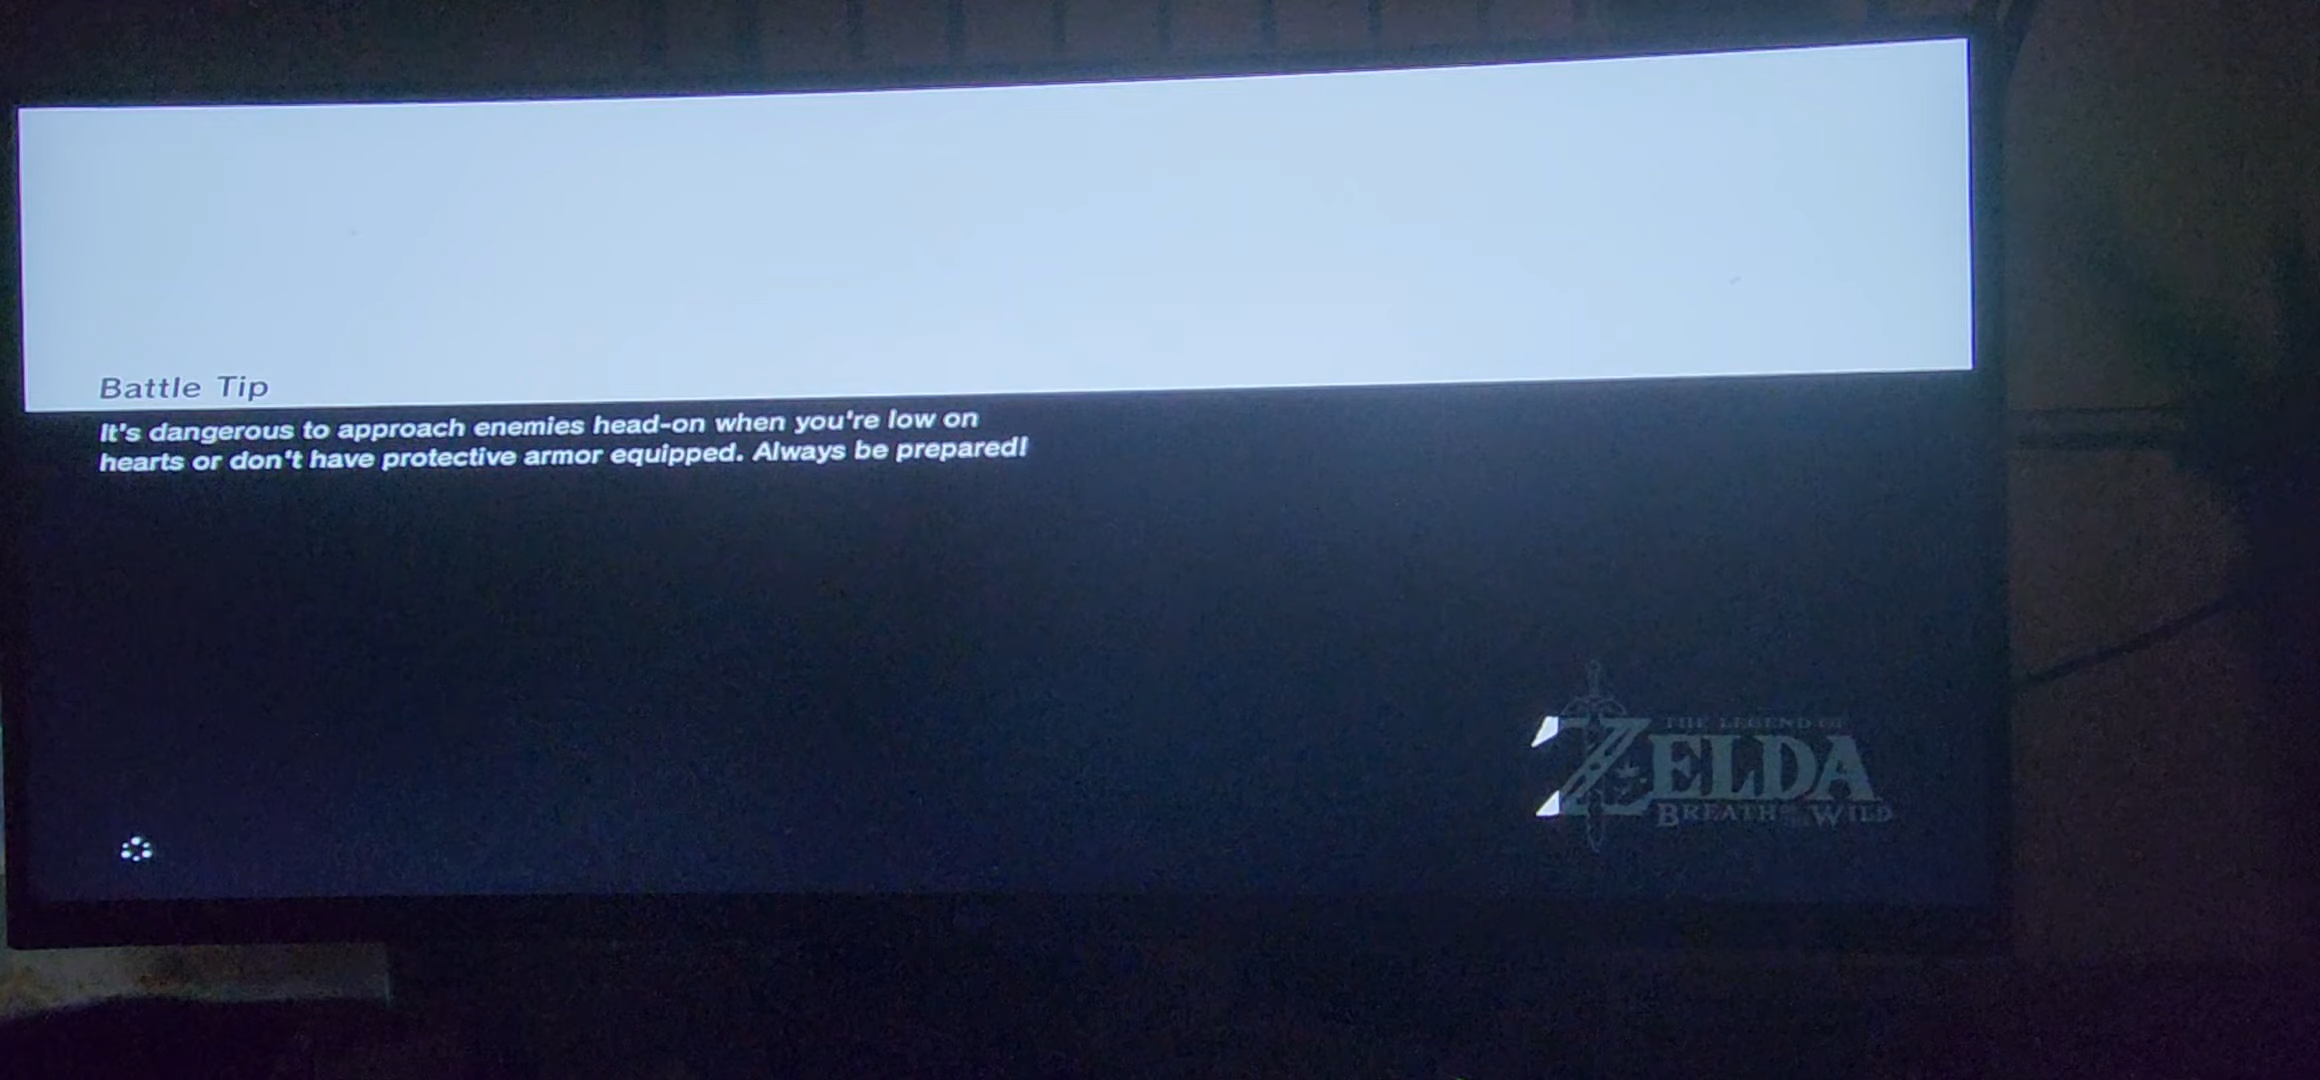 Battle Tip
It's dangerous to approach enemies head-on when you're low on
hearts or don't have protective armor equipped. Always be prepared!
THE LEGEND OF
ZELDA
BREATH OF THE WILD